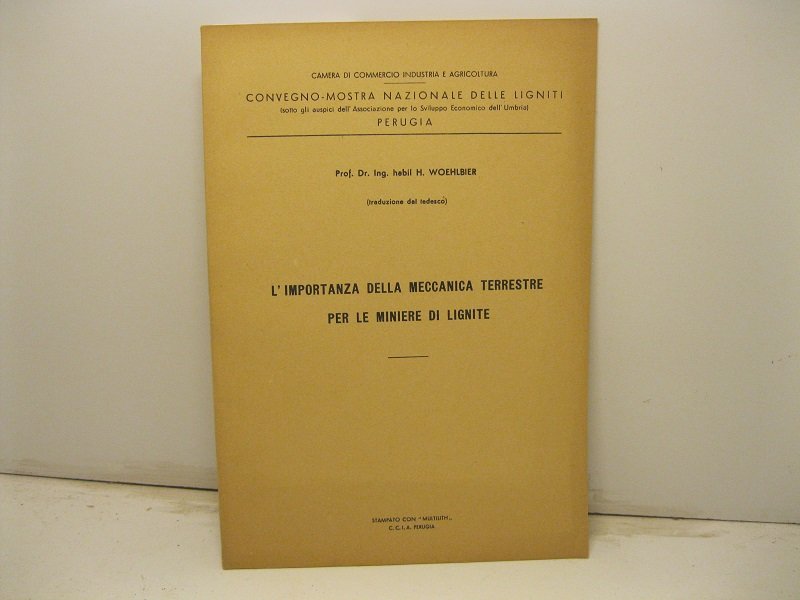 CAMERA DI COMMERCIO INDUSTRIA E AGRICOLTURA
CONVEGNO-MOSTRA NAZIONALE DELLE LIGNITI
(sotto gli auspici dell'Associazione per lo Sviluppo Economico dell'Umbria)
PERUGIA
Prof. Dr. Ing. habil H. WOEHLBIER
(traduzione dal tedesco)
L'IMPORTANZA DELLA MECCANICA TERRESTRE
PER LE MINIERE DI LIGNITE
STAMPATO CON "MULTILITH„
C.C.I.A. PERUGIA